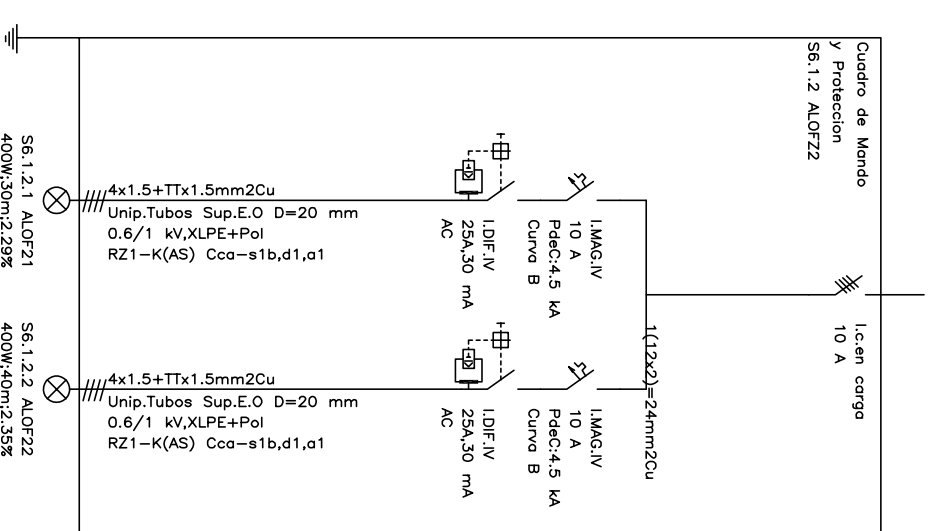 Cuadro de Mando
y Proteccion
S6.1.2 ALOFZ2
I.c.en carga
10 A
1(12x2)=24mm2Cu
I.MAG.IV
10 A
PdeC:4.5 kA
Curva B
I.DIF.IV
25A,30 mA
AC
4x1.5+TTx1.5mm2Cu
Unip.Tubos Sup.E.O D=20 mm
0.6/1 kV,XLPE+Pol
RZ1-K(AS) Cca-s1b,d1,a1
S6.1.2.1 ALOF21
400W;30m;2.29%
I.MAG.IV
10 A
PdeC:4.5 kA
Curva B
I.DIF.IV
25A,30 mA
AC
4x1.5+TTx1.5mm2Cu
Unip.Tubos Sup.E.O D=20 mm
0.6/1 kV,XLPE+Pol
RZ1-K(AS) Cca-s1b,d1,a1
S6.1.2.2 ALOF22
400W;40m;2.35%